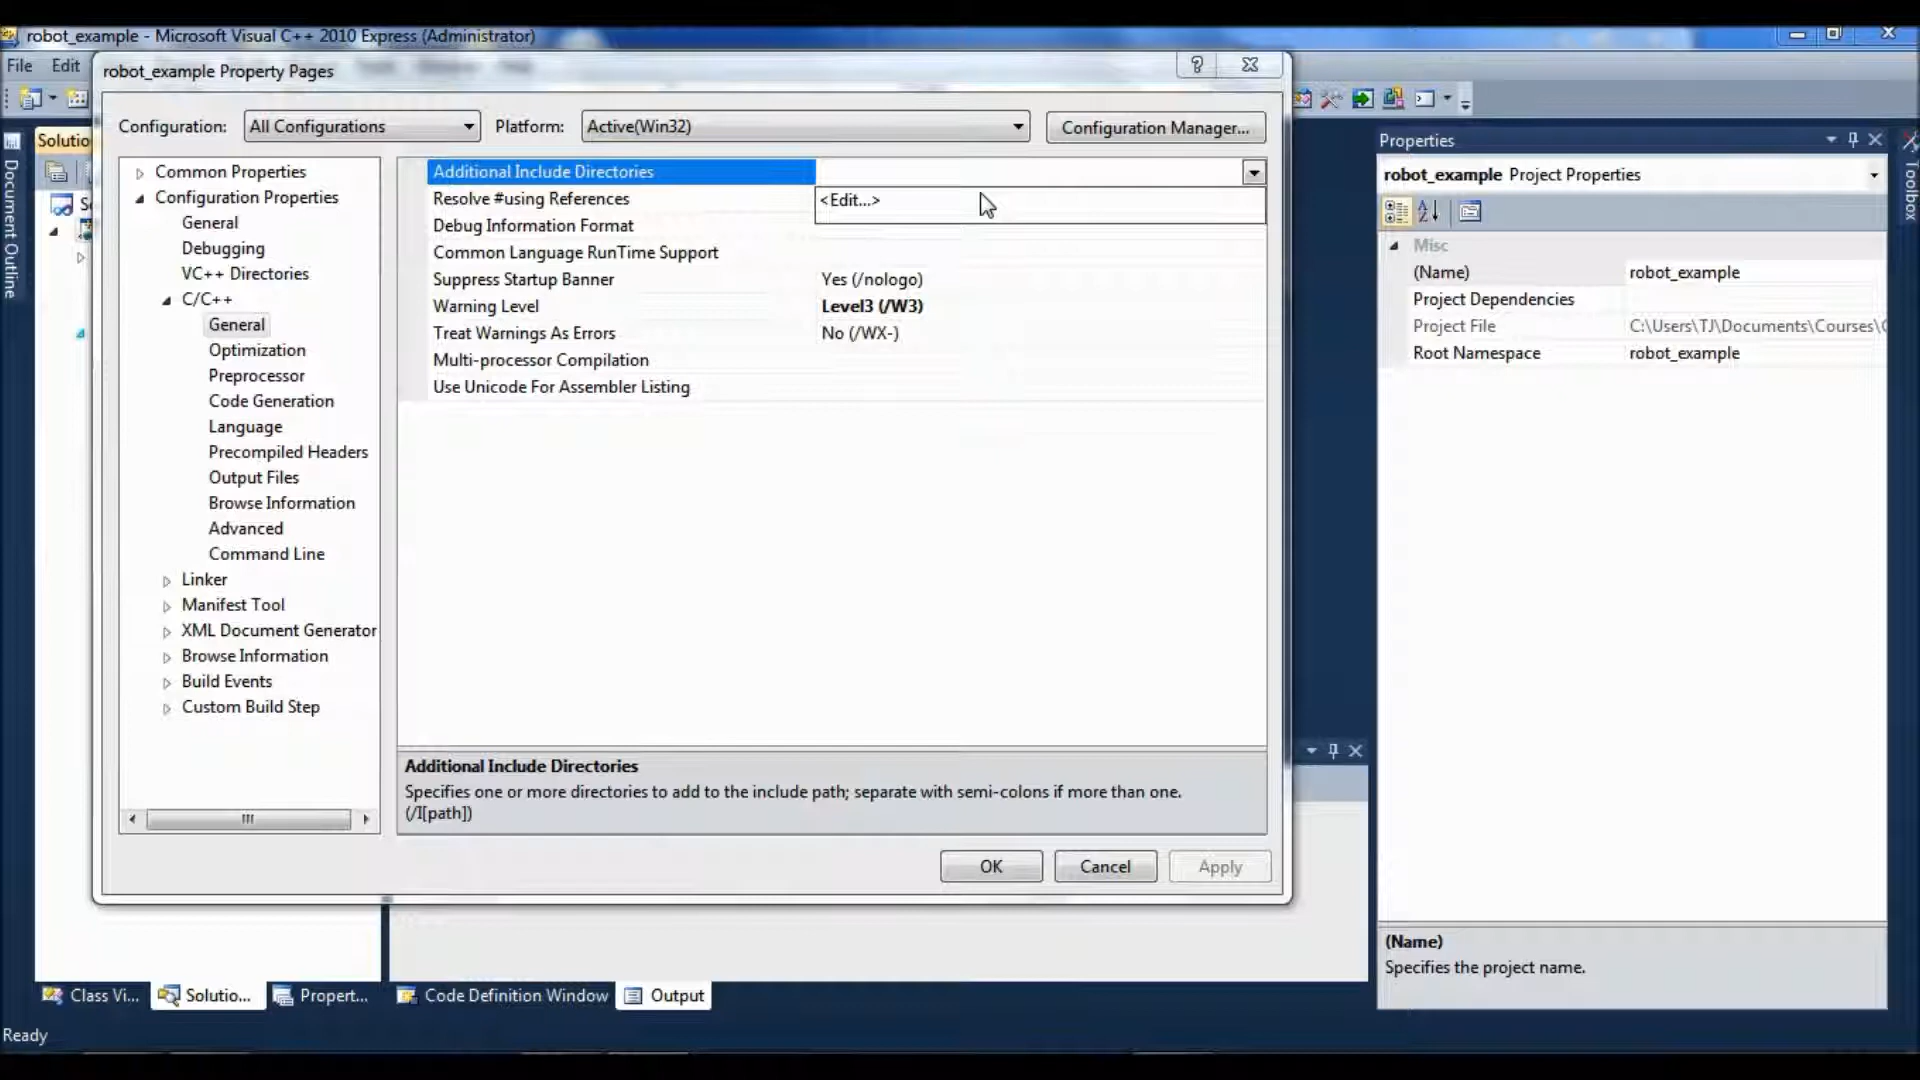 robot_example - Microsoft Visual C++ 2010 Express (Administrator)
File Edit
robot_example Property Pages
Configuration: All Configurations Platform: Active(Win32) Configuration Manager...
Solutio
Document Outline
Common Properties
Configuration Properties
General
Debugging
VC++ Directories
C/C++
General
Optimization
Preprocessor
Code Generation
Language
Precompiled Headers
Output Files
Browse Information
Advanced
Command Line
Linker
Manifest Tool
XML Document Generator
Browse Information
Build Events
Custom Build Step
Additional Include Directories
<Edit...>
Resolve #using References
Debug Information Format
Common Language RunTime Support
Suppress Startup Banner Yes (/nologo)
Warning Level Level3 (/W3)
Treat Warnings As Errors No (/WX-)
Multi-processor Compilation
Use Unicode For Assembler Listing
Additional Include Directories
Specifies one or more directories to add to the include path; separate with semi-colons if more than one.
(/I[path])
OK Cancel Apply
Properties
robot_example Project Properties
Misc
(Name) robot_example
Project Dependencies
Project File C:\Users\TJ\Documents\Courses\
Root Namespace robot_example
(Name)
Specifies the project name.
Toolbox
Class Vi... Solutio... Propert... Code Definition Window Output
Ready